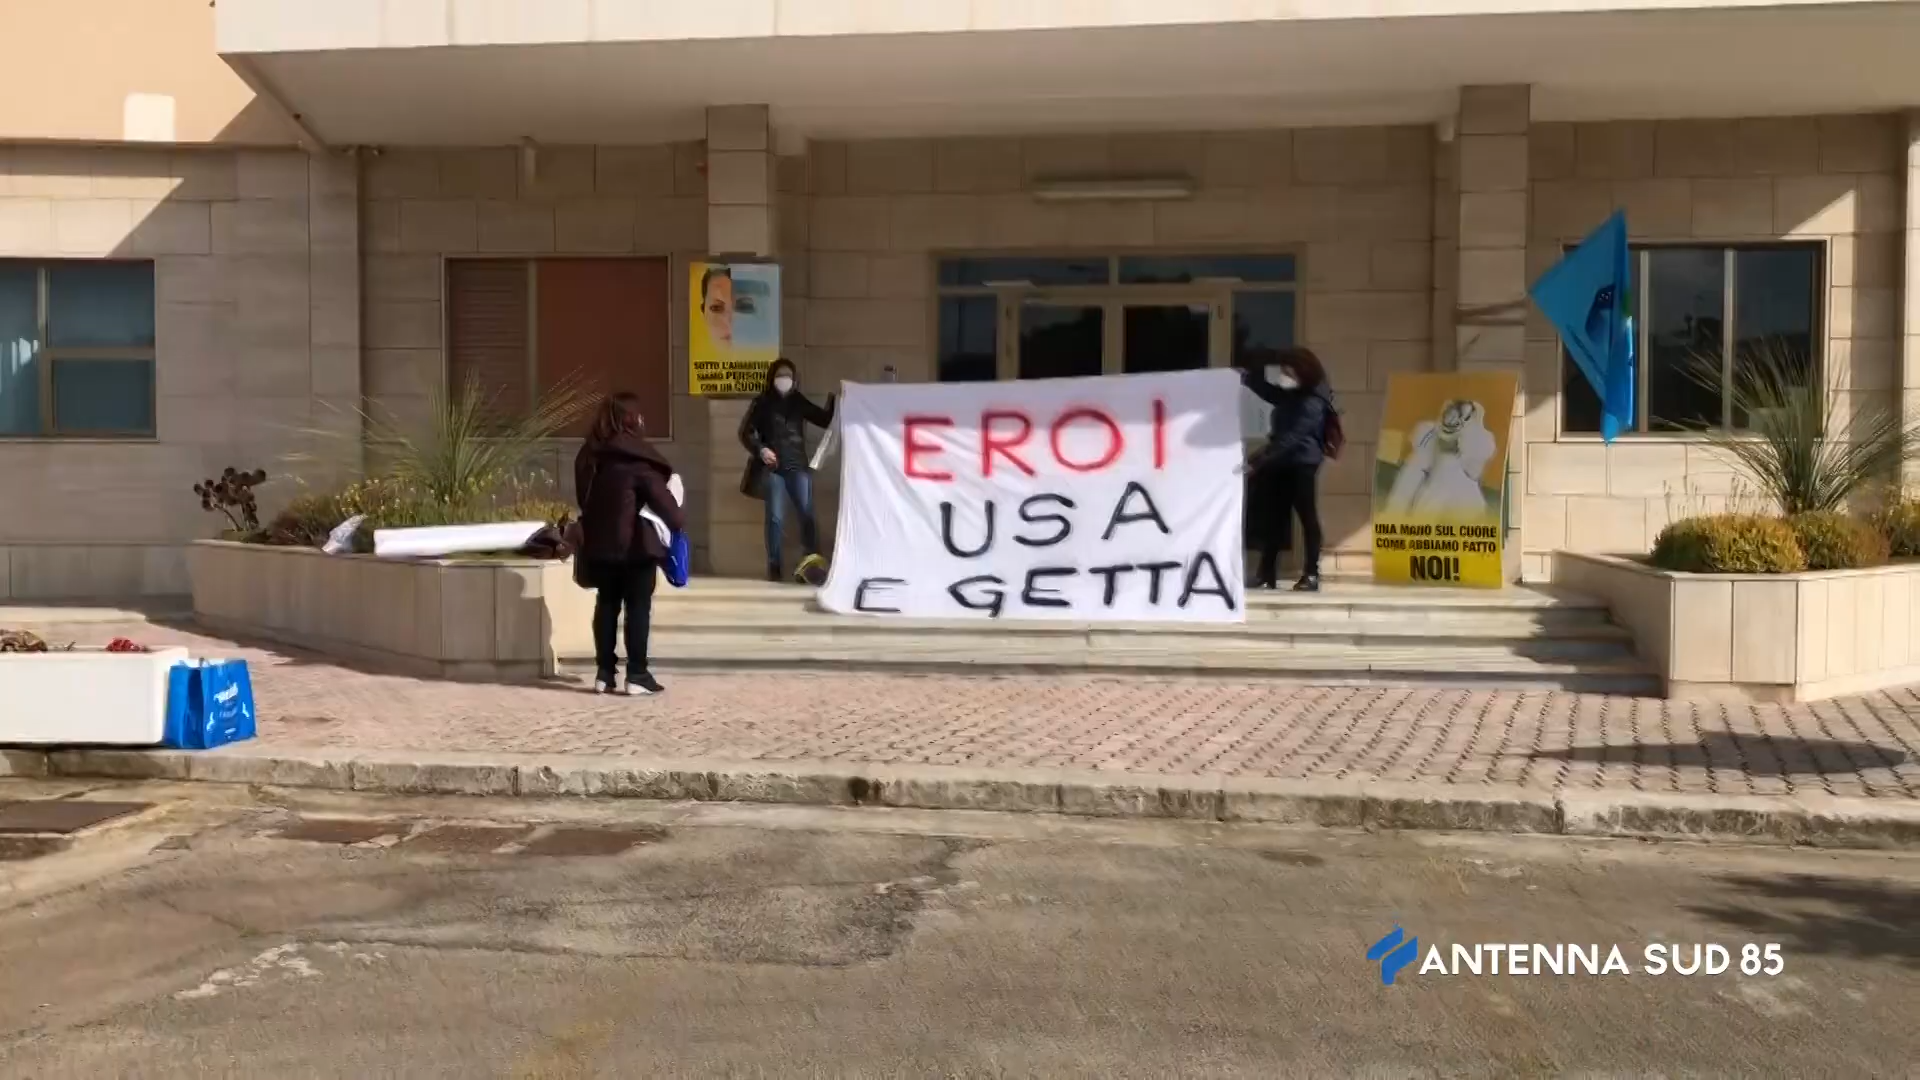 SOTTO L'ARMATURA
SIAMO PERSONE
CON UN CUORE
EROI
USA
E GETTA
UNA MANO SUL CUORE
COME ABBIAMO FATTO
NOI!
ANTENNA SUD 85